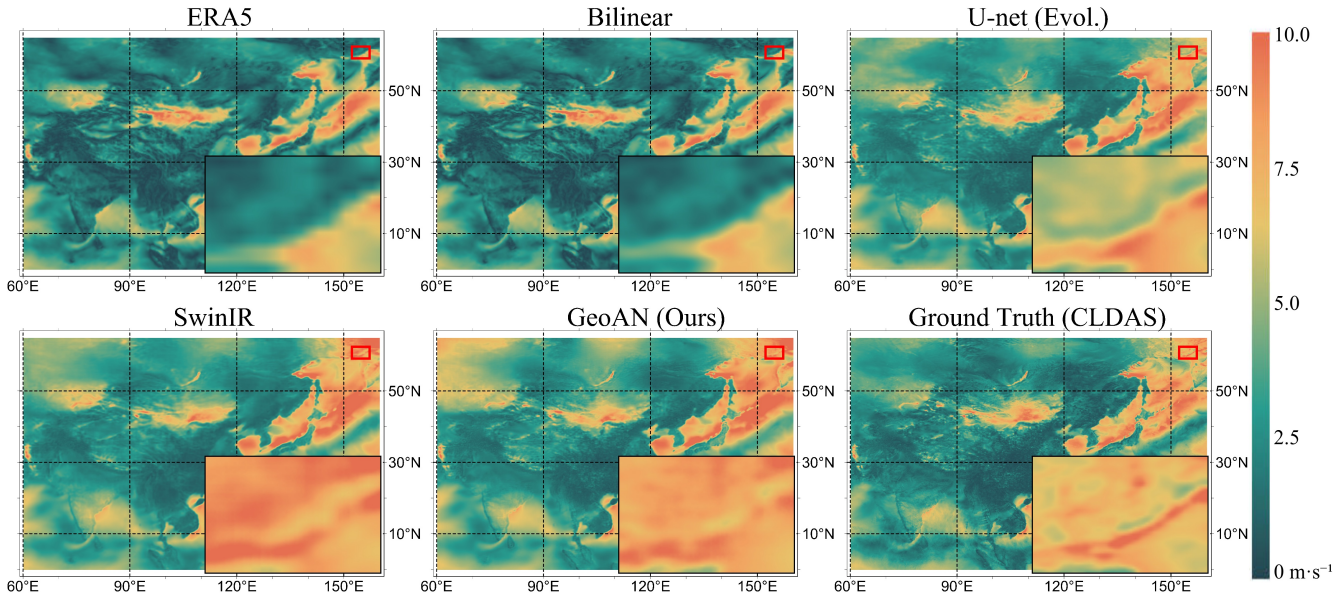 ERA5
Bilinear
U-net (Evol.)
50°N
30°N
10°N
60°E 90°E 120°E 150°E
50°N
30°N
10°N
60°E 90°E 120°E 150°E
50°N
30°N
10°N
60°E 90°E 120°E 150°E
SwinIR
GeoAN (Ours)
Ground Truth (CLDAS)
50°N
30°N
10°N
60°E 90°E 120°E 150°E
50°N
30°N
10°N
60°E 90°E 120°E 150°E
50°N
30°N
10°N
60°E 90°E 120°E 150°E
10.0
7.5
5.0
2.5
0 m·s⁻¹